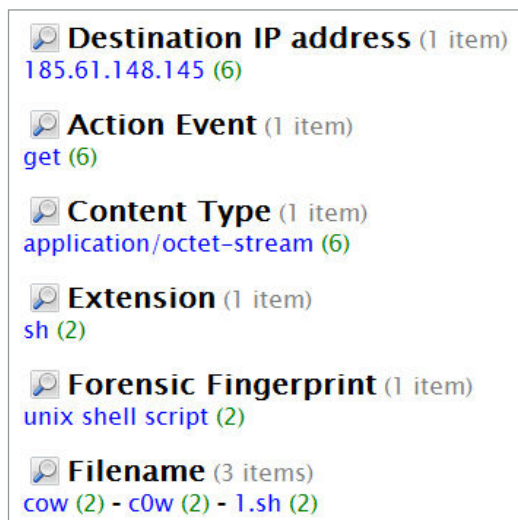 Destination IP address (1 item)
185.61.148.145 (6)
Action Event (1 item)
get (6)
Content Type (1 item)
application/octet-stream (6)
Extension (1 item)
sh (2)
Forensic Fingerprint (1 item)
unix shell script (2)
Filename (3 items)
cow (2) - c0w (2) - 1.sh (2)